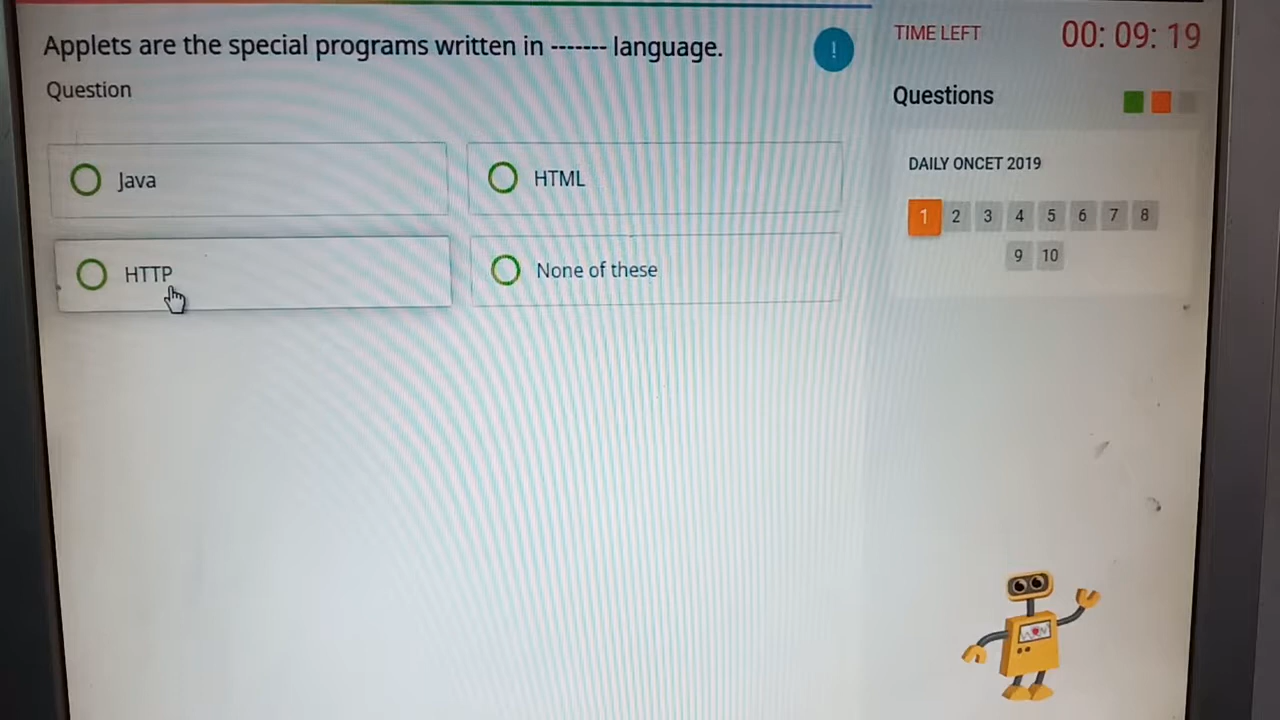 Applets are the special programs written in ------- language.
!
Question
Java
HTML
HTTP
None of these
TIME LEFT
00: 09: 19
Questions
DAILY ONCET 2019
1 2 3 4 5 6 7 8
9 10